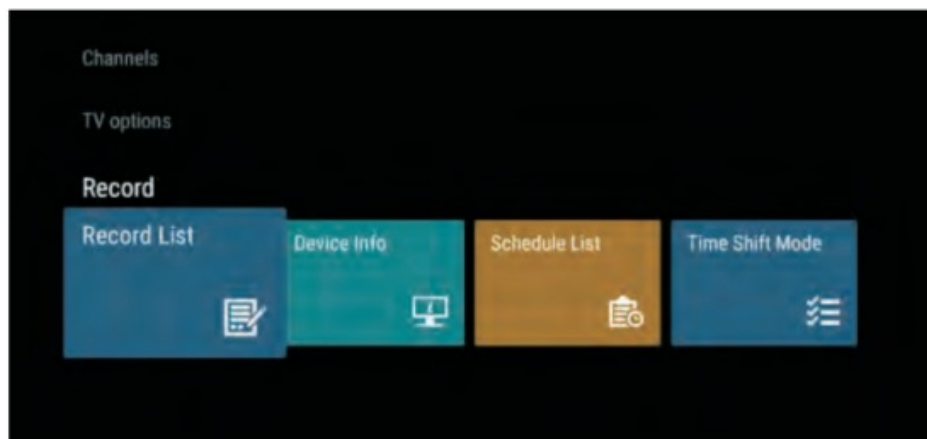 Channels
TV options
Record
Record List
Device Info
Schedule List
Time Shift Mode